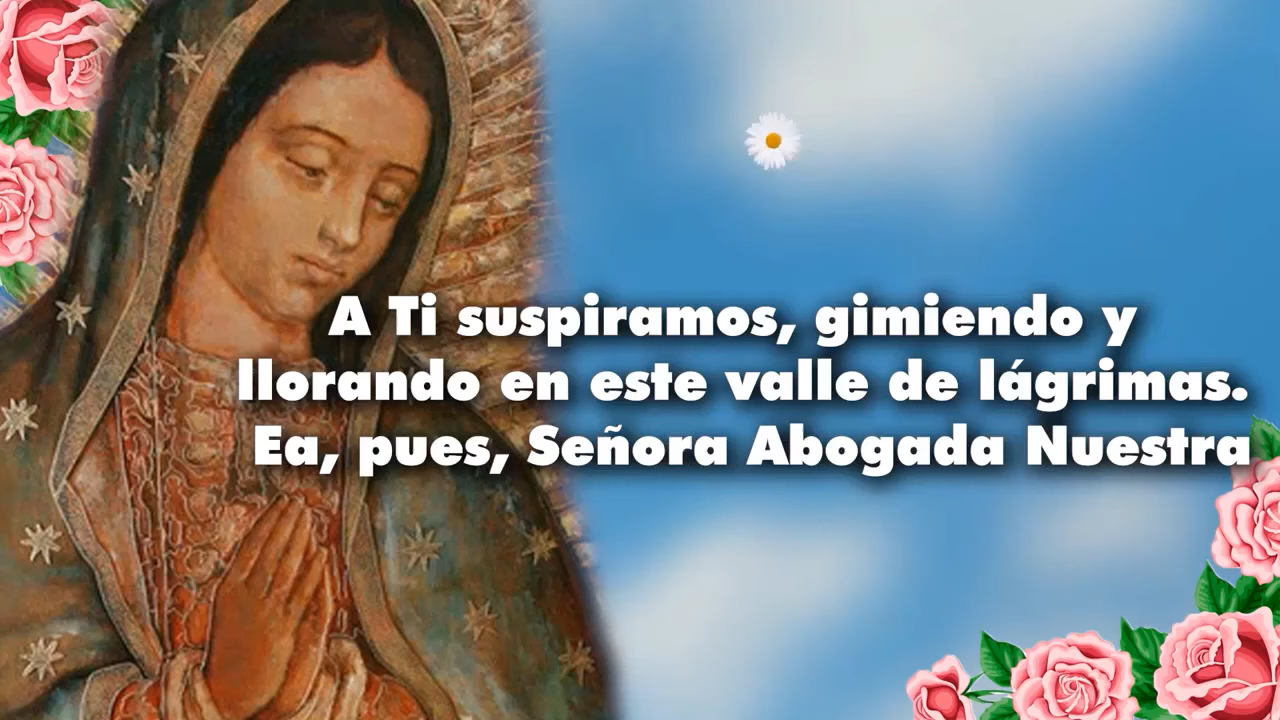 A Ti suspiramos, gimiendo y
llorando en este valle de lágrimas.
Ea, pues, Señora Abogada Nuestra